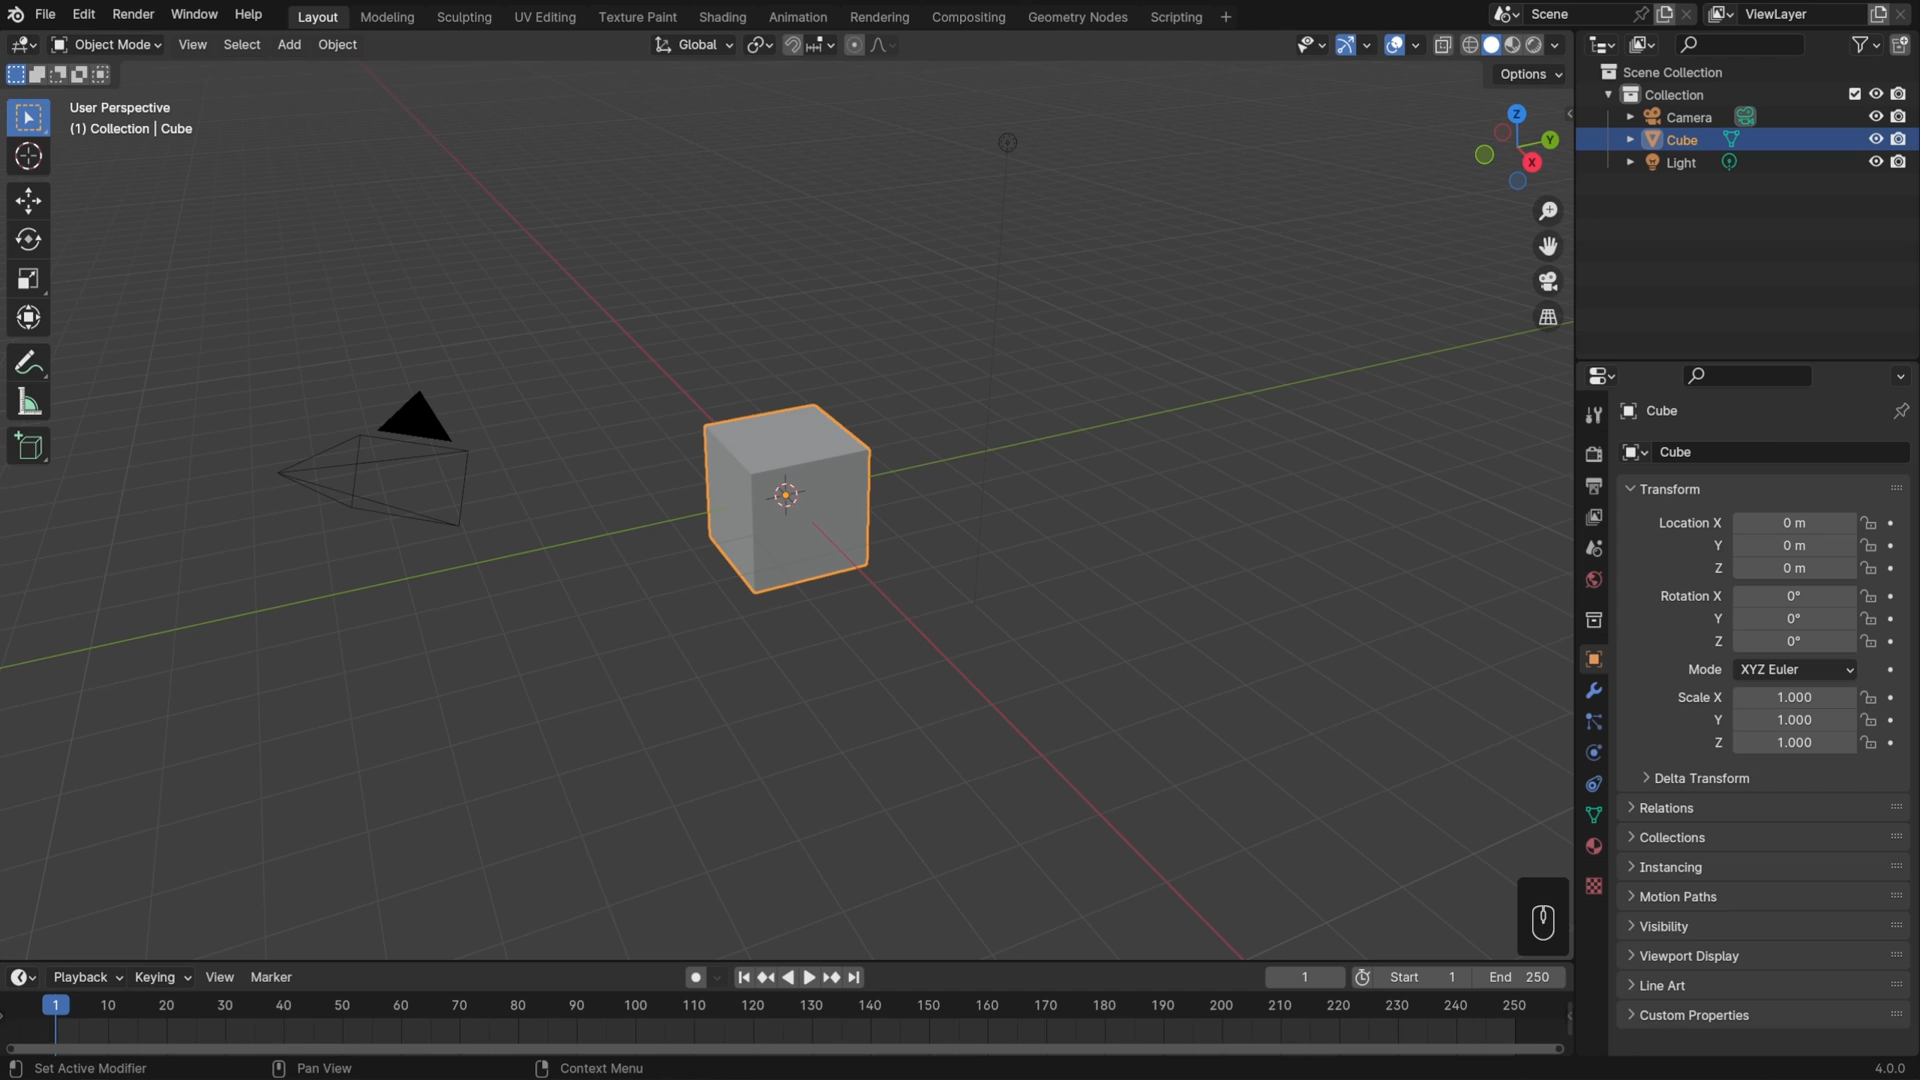 File Edit Render Window Help Layout Modeling Sculpting UV Editing Texture Paint Shading Animation Rendering Compositing Geometry Nodes Scripting + Scene ViewLayer
Object Mode View Select Add Object Global
Options
User Perspective
(1) Collection | Cube
Z
Y
X
Scene Collection
Collection
Camera
Cube
Light
Cube
Cube
Transform
Location X 0 m
Y 0 m
Z 0 m
Rotation X 0°
Y 0°
Z 0°
Mode XYZ Euler
Scale X 1.000
Y 1.000
Z 1.000
Delta Transform
Relations
Collections
Instancing
Motion Paths
Visibility
Viewport Display
Line Art
Custom Properties
Playback Keying View Marker 1 Start 1 End 250
1 10 20 30 40 50 60 70 80 90 100 110 120 130 140 150 160 170 180 190 200 210 220 230 240 250
Set Active Modifier Pan View Context Menu 4.0.0